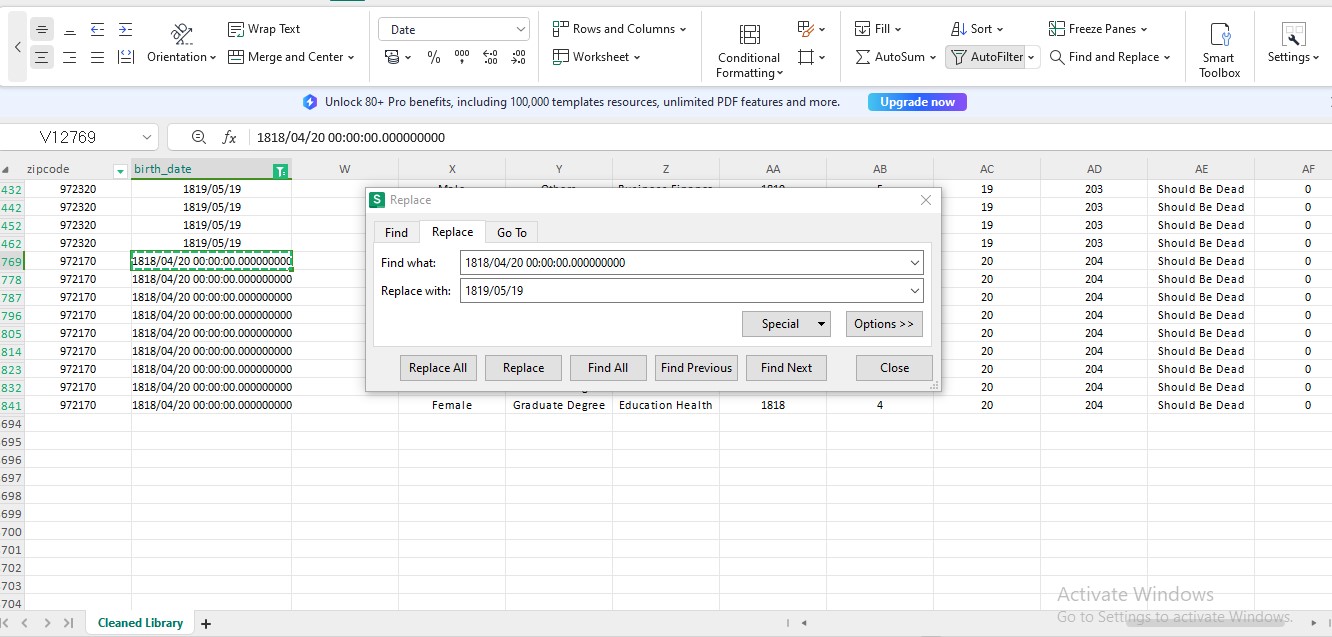 Wrap Text
Date
Rows and Columns
Fill
Sort
Freeze Panes
Orientation
Merge and Center
%
Worksheet
Conditional
Formatting
AutoSum
AutoFilter
Find and Replace
Smart
Toolbox
Settings
Unlock 80+ Pro benefits, including 100,000 templates resources, unlimited PDF features and more.
Upgrade now
V12769
fx
1818/04/20 00:00:00.000000000
zipcode birth_date W X Y Z AA AB AC AD AE AF
432 972320 1819/05/19 Male Others Business Finance 1819 5 19 203 Should Be Dead 0
442 972320 1819/05/19 19 203 Should Be Dead 0
452 972320 1819/05/19 19 203 Should Be Dead 0
462 972320 1819/05/19 19 203 Should Be Dead 0
769 972170 1818/04/20 00:00:00.000000000 20 204 Should Be Dead 0
778 972170 1818/04/20 00:00:00.000000000 20 204 Should Be Dead 0
787 972170 1818/04/20 00:00:00.000000000 20 204 Should Be Dead 0
796 972170 1818/04/20 00:00:00.000000000 20 204 Should Be Dead 0
805 972170 1818/04/20 00:00:00.000000000 20 204 Should Be Dead 0
814 972170 1818/04/20 00:00:00.000000000 20 204 Should Be Dead 0
823 972170 1818/04/20 00:00:00.000000000 20 204 Should Be Dead 0
832 972170 1818/04/20 00:00:00.000000000 20 204 Should Be Dead 0
841 972170 1818/04/20 00:00:00.000000000 Female Graduate Degree Education Health 1818 4 20 204 Should Be Dead 0
694
695
696
697
698
699
700
701
702
703
704
S Replace
Find Replace Go To
Find what: 1818/04/20 00:00:00.000000000
Replace with: 1819/05/19
Special Options >>
Replace All Replace Find All Find Previous Find Next Close
Activate Windows
Go to Settings to activate Windows.
Cleaned Library +